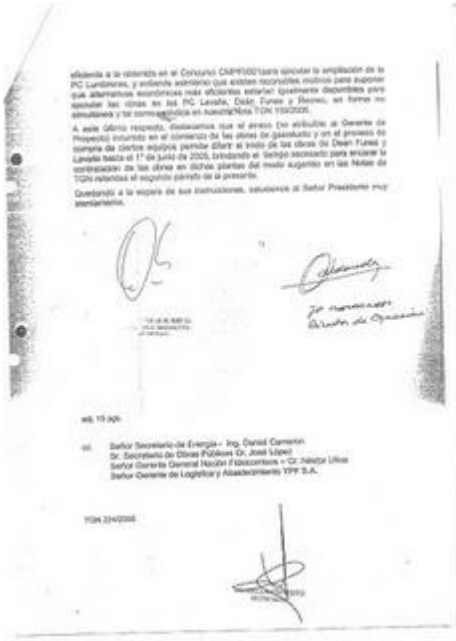 eficiente a la obtenida en el Concurso para ejecutar la ampliación de la
PC Lumbreras, y entiende asimismo que existen razonables motivos para suponer
que alternativas económicas más eficientes estarían igualmente disponibles para
ejecutar las obras en las PC Lavalle, Deán Funes y Recreo, en forma no
simultánea y tal como en nuestra Nota TGN
A este último respecto, destacamos que el atraso (no atribuible al Gerente de
Proyecto) incurrido en el comienzo de las obras de gasoducto y en el proceso de
compra de ciertos equipos permite diferir el inicio de las obras de Dean Funes y
Lavalle hasta el 1° de junio de 2005, brindando el tiempo necesario para encarar la
contratación de las obras en dichas plantas del modo sugerido en las Notas de
TGN referidas el segundo párrafo de la presente.
Quedando a la espera de sus instrucciones, saludamos al Señor Presidente muy
atentamente.
Director de Operaciones
adj. 15 pgs.
cc. Señor Secretario de Energía - Ing. Daniel Cameron
Sr. Secretario de Obras Públicas Dr. José López
Señor Gerente General Nación Fideicomisos - Cr. Néstor Ulloa
Señor Gerente de Logística y Abastecimiento YPF S.A.
TGN 224/2005